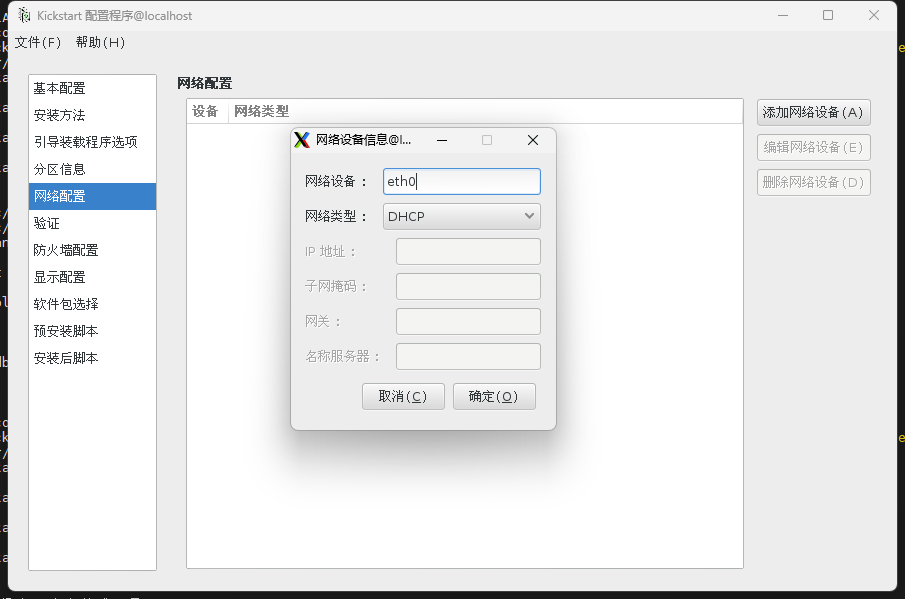 Kickstart 配置程序@localhost
文件(F) 帮助(H)
基本配置
安装方法
引导装载程序选项
分区信息
网络配置
验证
防火墙配置
显示配置
软件包选择
预安装脚本
安装后脚本
网络配置
设备 网络类型
添加网络设备(A)
编辑网络设备(E)
删除网络设备(D)
网络设备信息@l...
网络设备： eth0
网络类型： DHCP
IP 地址：
子网掩码：
网关：
名称服务器：
取消(C) 确定(O)